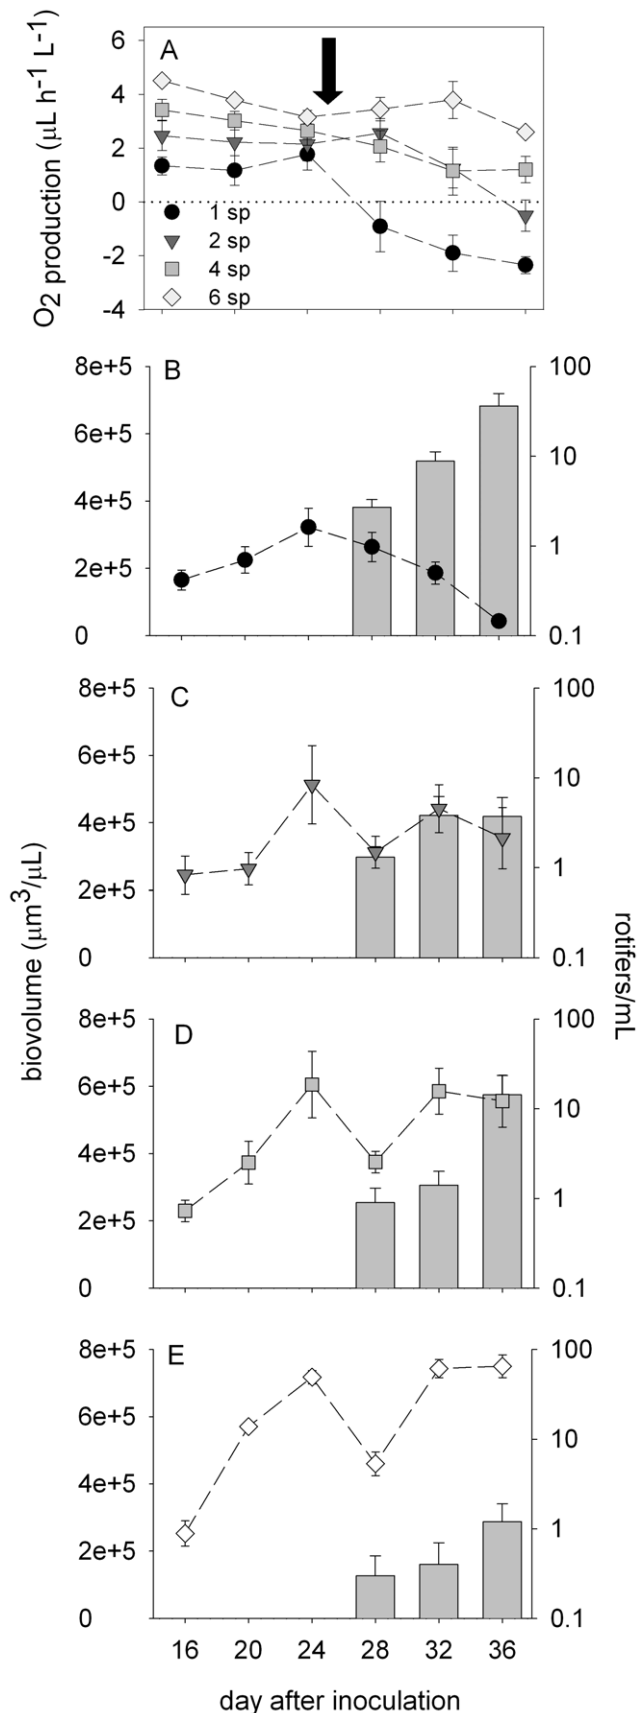 O2 production (μL h-1 L-1)
6
4
2
0
-2
-4
A
1 sp
2 sp
4 sp
6 sp
biovolume (μm3/μL)
rotifers/mL
8e+5
6e+5
4e+5
2e+5
0
B
100
10
1
0.1
8e+5
6e+5
4e+5
2e+5
0
C
100
10
1
0.1
8e+5
6e+5
4e+5
2e+5
0
D
100
10
1
0.1
8e+5
6e+5
4e+5
2e+5
0
E
100
10
1
0.1
16 20 24 28 32 36
day after inoculation